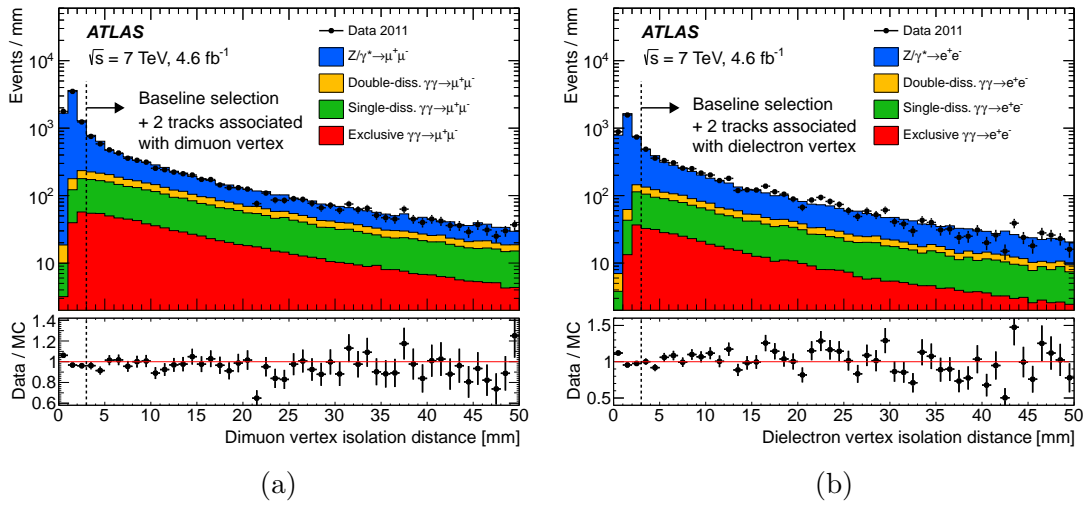 ATLAS
√s = 7 TeV, 4.6 fb⁻¹
Data 2011
Z/γ*→μ⁺μ⁻
Double-diss. γγ→μ⁺μ⁻
Single-diss. γγ→μ⁺μ⁻
Exclusive γγ→μ⁺μ⁻
Baseline selection
+ 2 tracks associated
with dimuon vertex
Events / mm
10⁴
10³
10²
10
Data / MC
1.4
1.2
1
0.8
0.6
0 5 10 15 20 25 30 35 40 45 50
Dimuon vertex isolation distance [mm]
(a)
ATLAS
√s = 7 TeV, 4.6 fb⁻¹
Data 2011
Z/γ*→e⁺e⁻
Double-diss. γγ→e⁺e⁻
Single-diss. γγ→e⁺e⁻
Exclusive γγ→e⁺e⁻
Baseline selection
+ 2 tracks associated
with dielectron vertex
Events / mm
10⁴
10³
10²
10
Data / MC
1.5
1
0.5
0 5 10 15 20 25 30 35 40 45 50
Dielectron vertex isolation distance [mm]
(b)